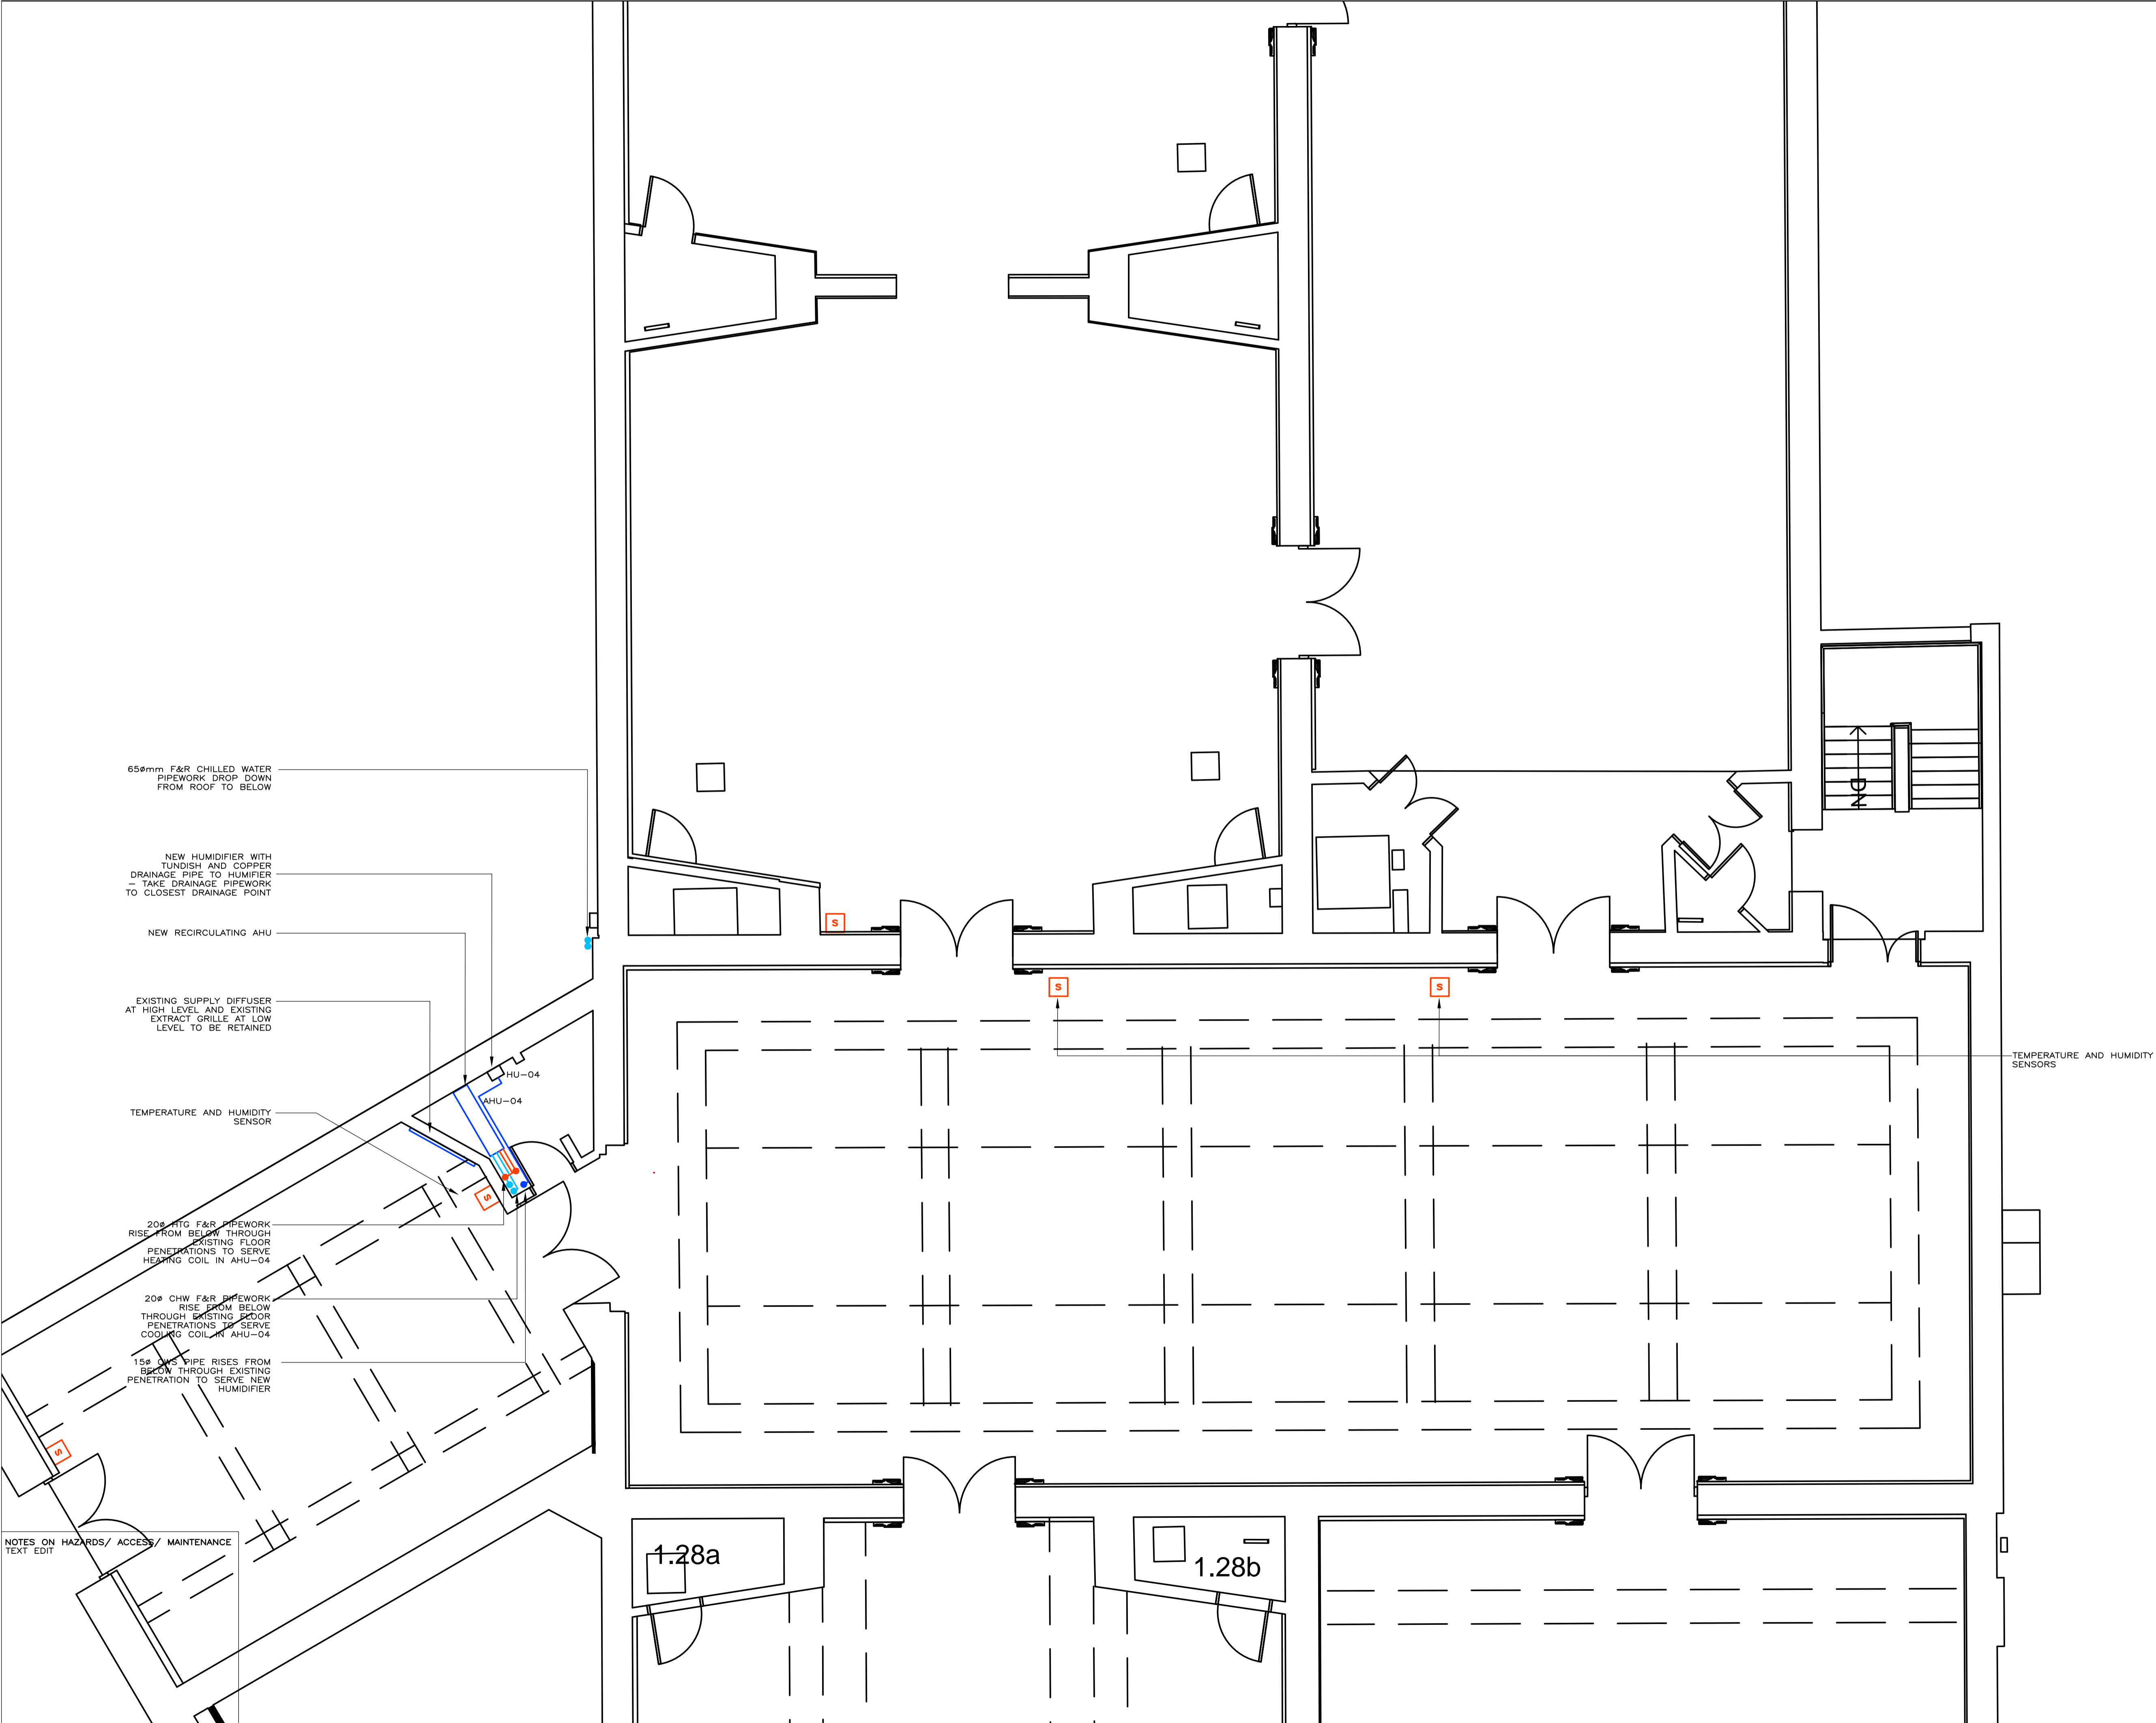 65ømm F&R CHILLED WATER
PIPEWORK DROP DOWN
FROM ROOF TO BELOW
NEW HUMIDIFIER WITH
TUNDISH AND COPPER
DRAINAGE PIPE TO HUMIFIER
– TAKE DRAINAGE PIPEWORK
TO CLOSEST DRAINAGE POINT
NEW RECIRCULATING AHU
EXISTING SUPPLY DIFFUSER
AT HIGH LEVEL AND EXISTING
EXTRACT GRILLE AT LOW
LEVEL TO BE RETAINED
TEMPERATURE AND HUMIDITY
SENSOR
20ø HTG F&R PIPEWORK
RISE FROM BELOW THROUGH
EXISTING FLOOR
PENETRATIONS TO SERVE
HEATING COIL IN AHU–04
20ø CHW F&R PIPEWORK
RISE FROM BELOW
THROUGH EXISTING FLOOR
PENETRATIONS TO SERVE
COOLING COIL IN AHU–04
15ø CWS PIPE RISES FROM
BELOW THROUGH EXISTING
PENETRATION TO SERVE NEW
HUMIDIFIER
HU–04
AHU–04
S
S
S
S
S
DN
TEMPERATURE AND HUMIDITY
SENSORS
1.28a
1.28b
NOTES ON HAZARDS/ ACCESS/ MAINTENANCE
TEXT EDIT